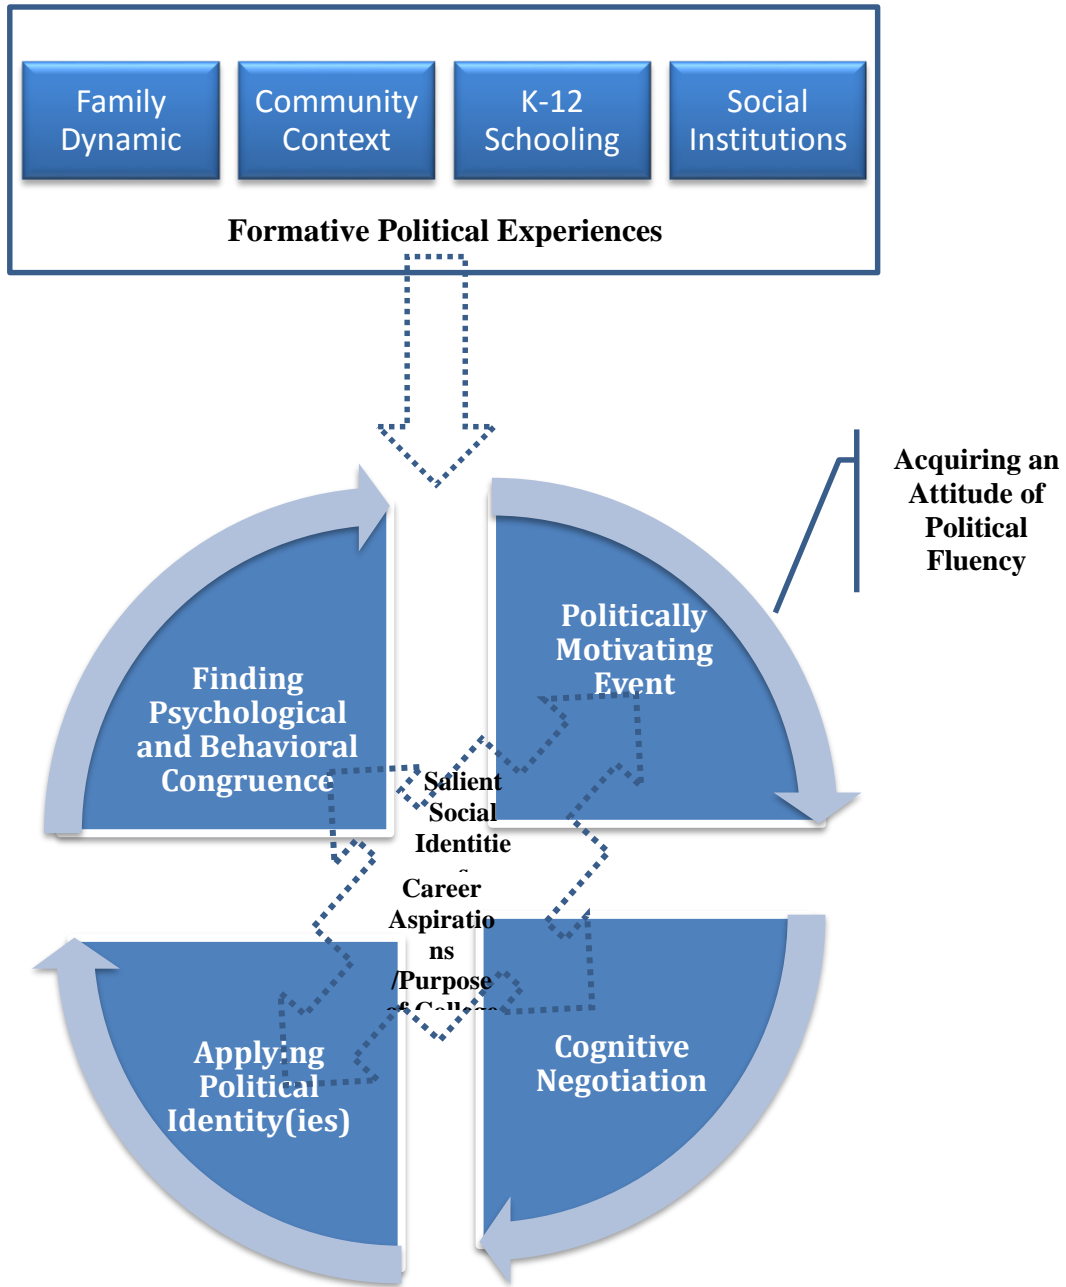 Family
Dynamic
Community
Context
K-12
Schooling
Social
Institutions
Formative Political Experiences
Acquiring an
Attitude of
Political
Fluency
Politically
Motivating
Event
Finding
Psychological
and Behavioral
Congruence
Salient
Social
Identitie
Career
Aspiratio
ns
/Purpose
of College
Cognitive
Negotiation
Applying
Political
Identity(ies)